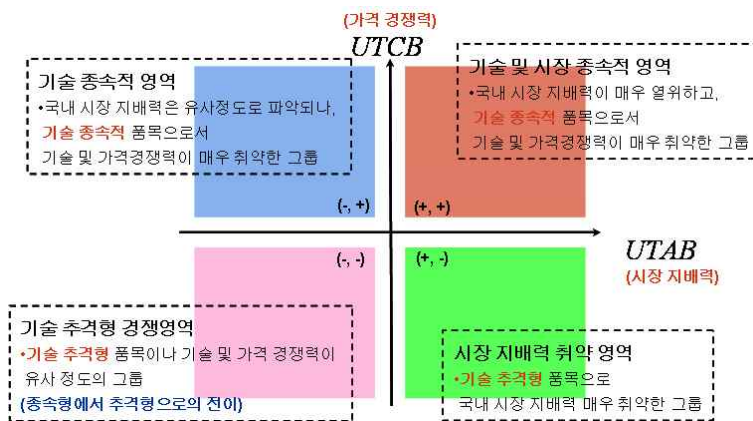 (가격 경쟁력)
UTCB
기술 종속적 영역
•국내 시장 지배력은 유사정도로 파악되나,
기술 종속적 품목으로서
기술 및 가격경쟁력이 매우 취약한 그룹
(-, +)
기술 및 시장 종속적 영역
•국내 시장 지배력이 매우 열위하고,
기술 종속적 품목으로서
기술 및 가격경쟁력이 매우 취약한 그룹
(+, +)
UTAB
(시장 지배력)
(-, -)
기술 추격형 경쟁영역
•기술 추격형 품목이나 기술 및 가격 경쟁력이
유사 정도의 그룹
(종속형에서 추격형으로의 전이)
(+, -)
시장 지배력 취약 영역
•기술 추격형 품목으로
국내 시장 지배력 매우 취약한 그룹